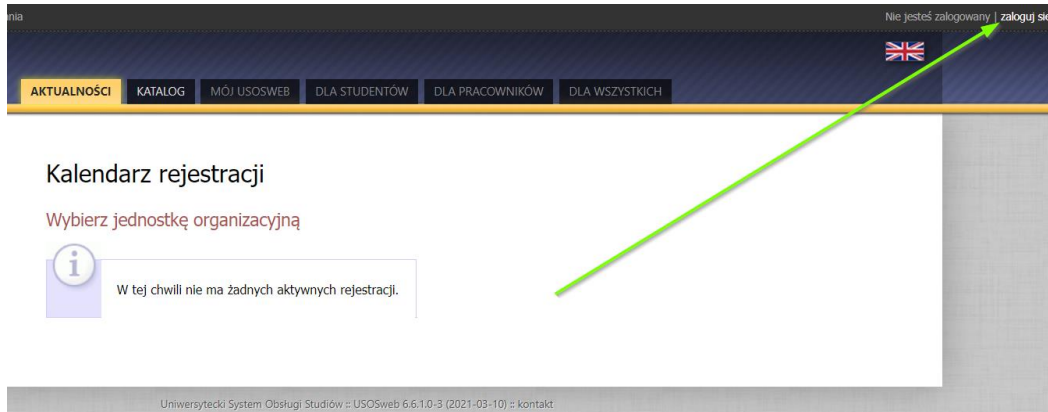 Nie jesteś zalogowany | zaloguj się
AKTUALNOŚCI KATALOG MÓJ USOSWEB DLA STUDENTÓW DLA PRACOWNIKÓW DLA WSZYSTKICH
Kalendarz rejestracji
Wybierz jednostkę organizacyjną
i
W tej chwili nie ma żadnych aktywnych rejestracji.
Uniwersytecki System Obsługi Studiów :: USOSweb 6.6.1.0-3 (2021-03-10) :: kontakt